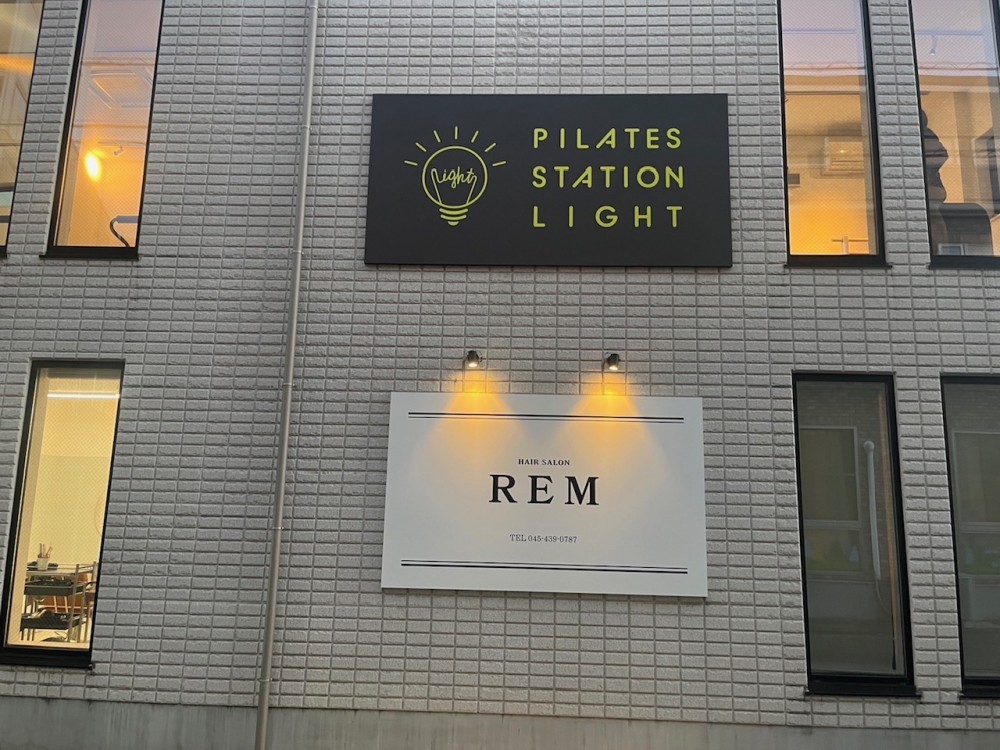 Light
PILATES
STATION
LIGHT
HAIR SALON
REM
TEL 045-439-0787